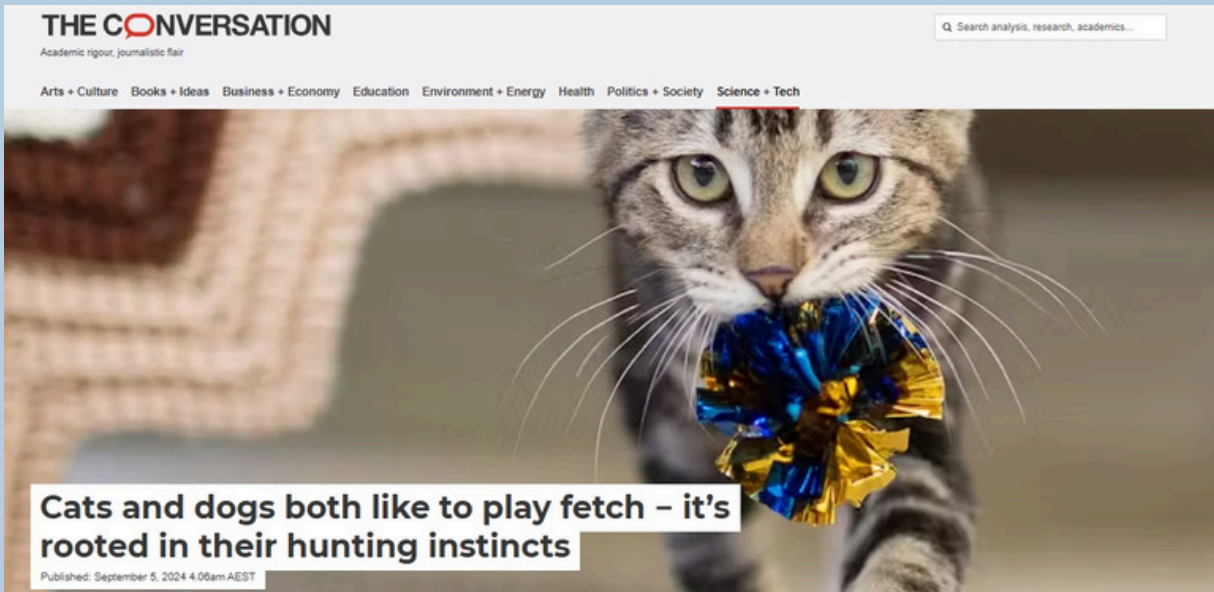 THE CONVERSATION
Search analysis, research, academics...
Academic rigour, journalistic flair
Arts + Culture Books + Ideas Business + Economy Education Environment + Energy Health Politics + Society Science + Tech
Cats and dogs both like to play fetch – it’s
rooted in their hunting instincts
Published: September 5, 2024 4.06am AEST